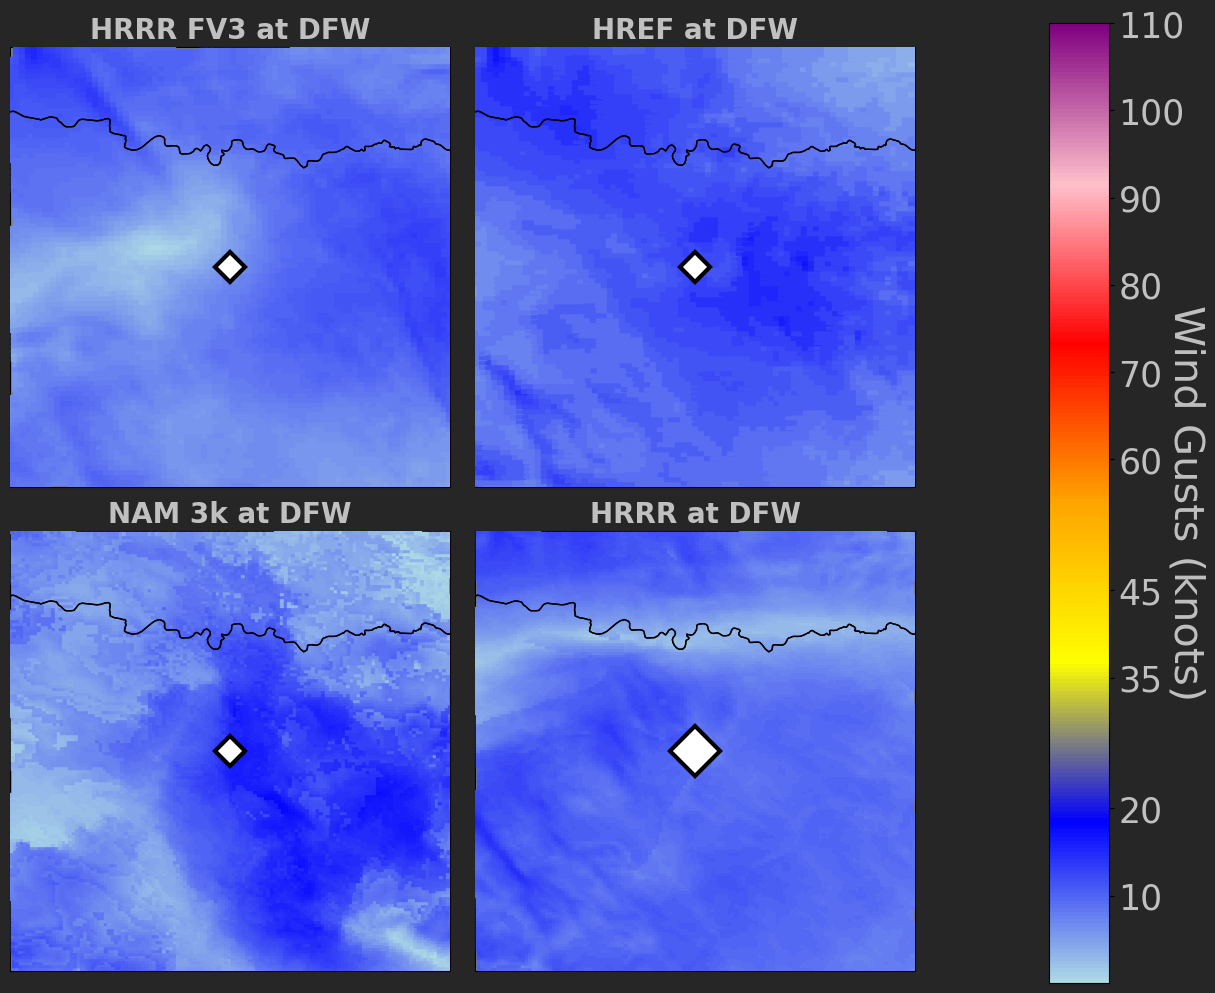 HRRR FV3 at DFW
HREF at DFW
NAM 3k at DFW
HRRR at DFW
110
100
90
80
70
60
45
35
20
10
Wind Gusts (knots)